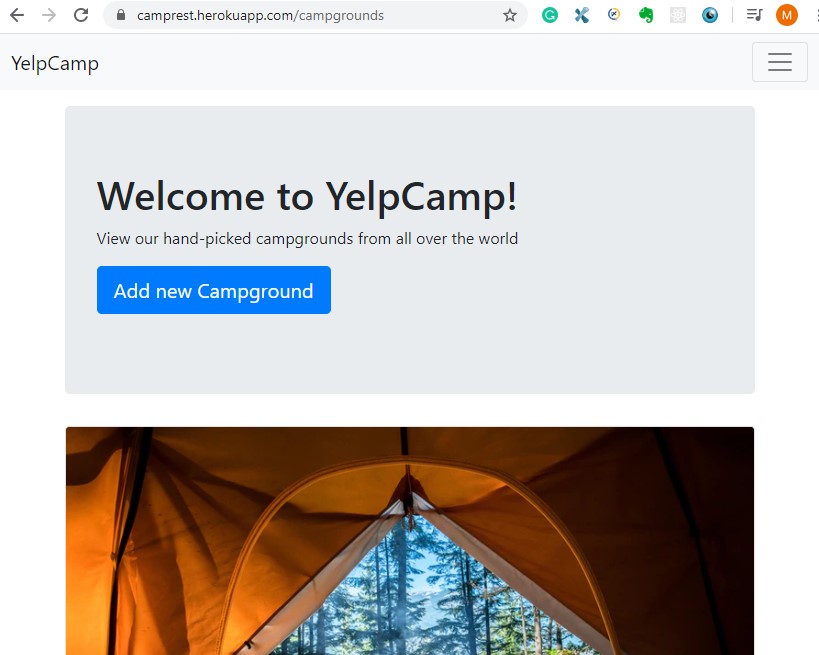 camprest.herokuapp.com/campgrounds
M
YelpCamp
Welcome to YelpCamp!
View our hand-picked campgrounds from all over the world
Add new Campground